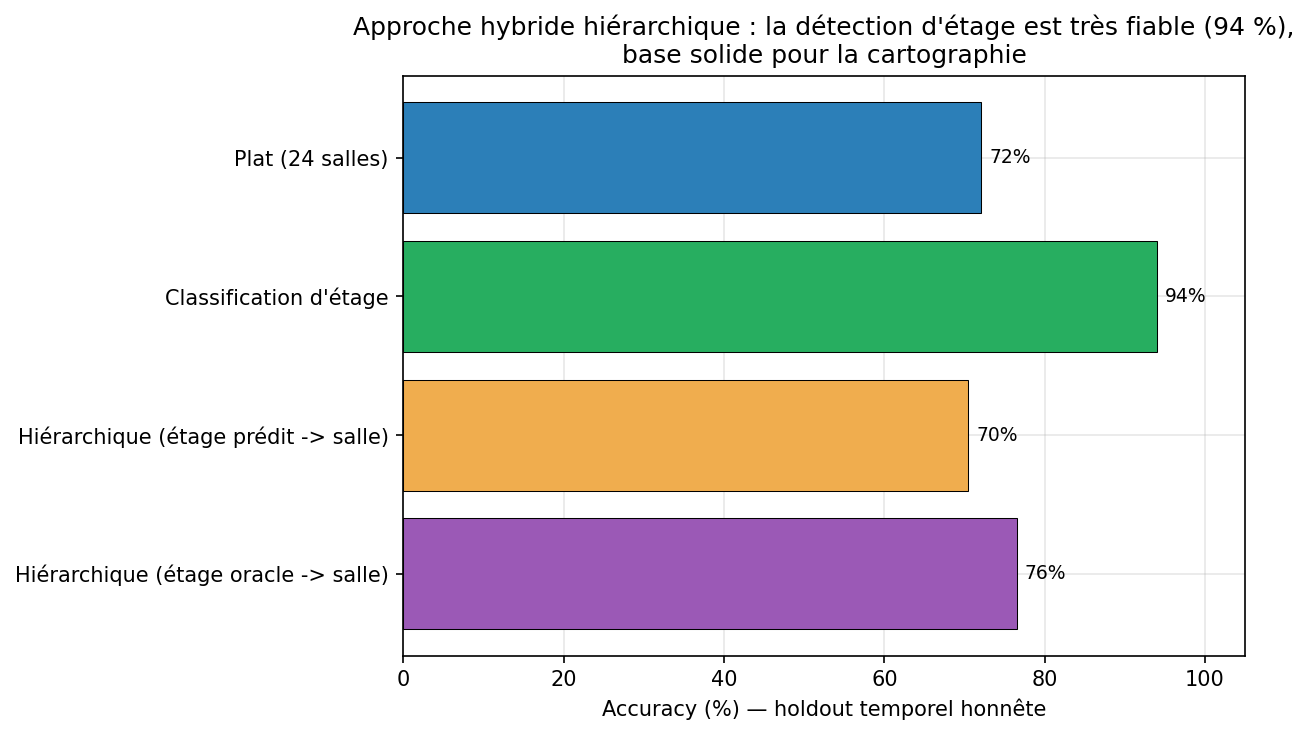 Approche hybride hiérarchique : la détection d'étage est très fiable (94 %),
base solide pour la cartographie
Plat (24 salles)
72%
Classification d'étage
94%
Hiérarchique (étage prédit -> salle)
70%
Hiérarchique (étage oracle -> salle)
76%
0 20 40 60 80 100
Accuracy (%) — holdout temporel honnête